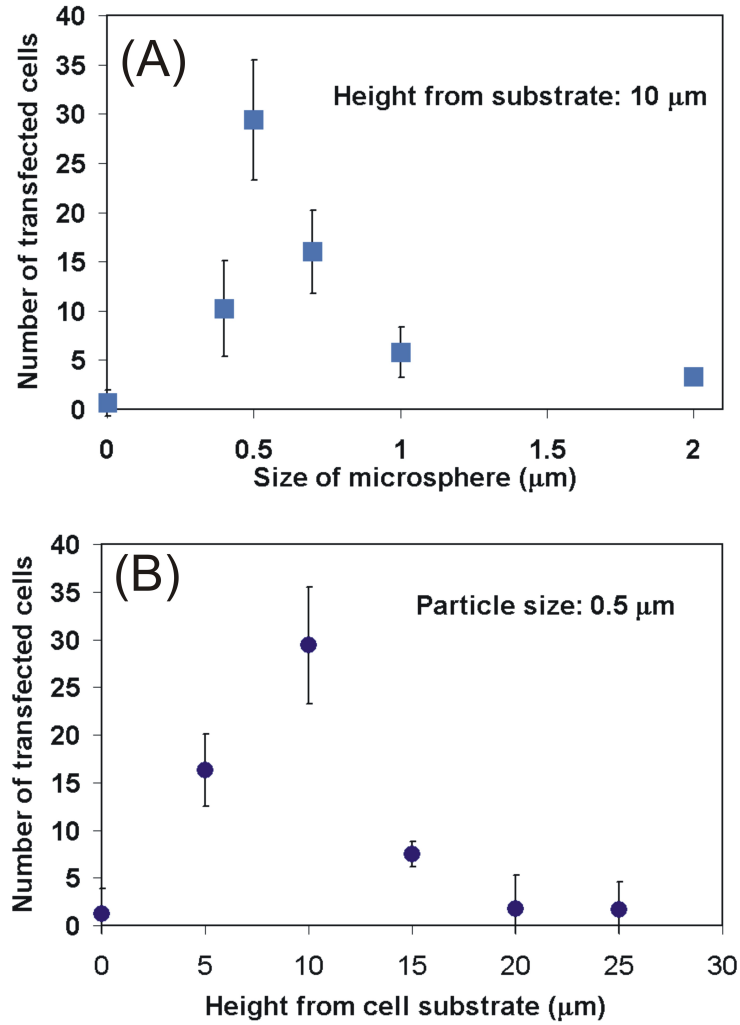 (A)
Height from substrate: 10 μm
Number of transfected cells
40
35
30
25
20
15
10
5
0
0 0.5 1 1.5 2
Size of microsphere (μm)
(B)
Particle size: 0.5 μm
Number of transfected cells
40
35
30
25
20
15
10
5
0
0 5 10 15 20 25 30
Height from cell substrate (μm)